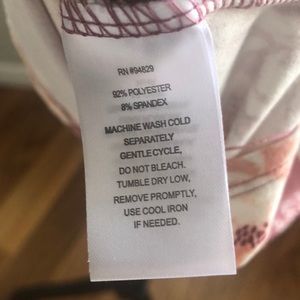 RN #94829
92% POLYESTER
8% SPANDEX
MACHINE WASH COLD
SEPARATELY
GENTLE CYCLE,
DO NOT BLEACH.
TUMBLE DRY LOW,
REMOVE PROMPTLY,
USE COOL IRON
IF NEEDED.